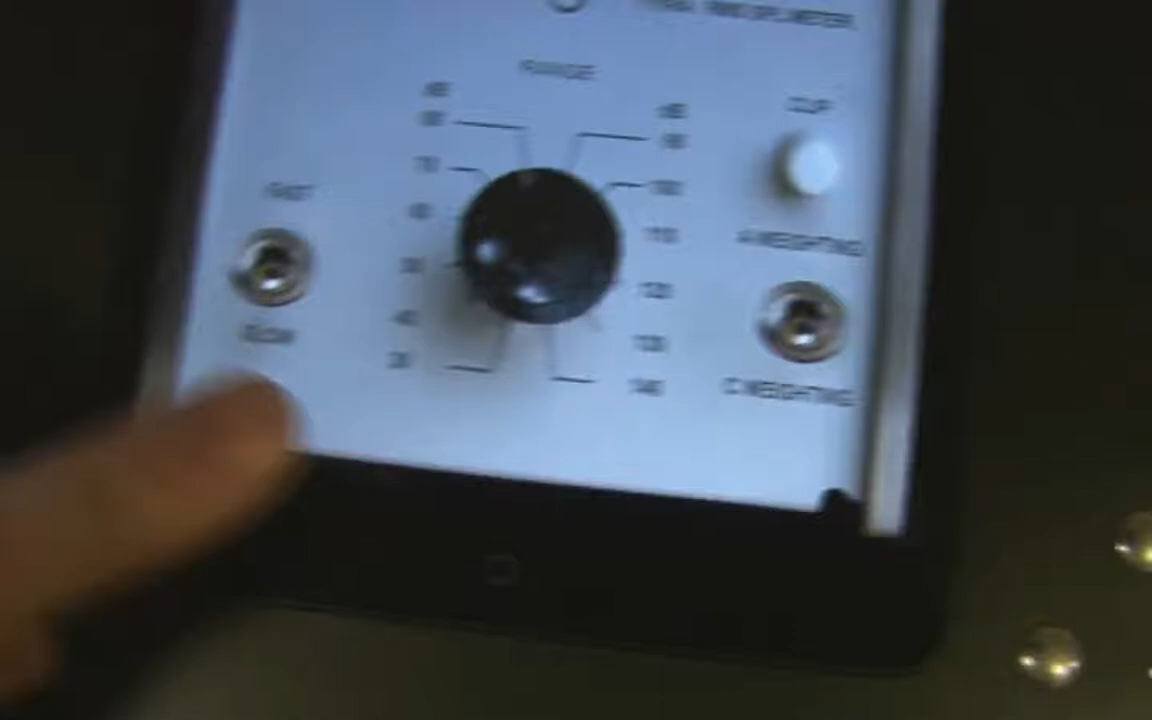 RANGE
dB
dB
CLIP
80
90
70
100
FAST
60
110
A WEIGHTING
50
120
SLOW
40
130
30
140
C WEIGHTING